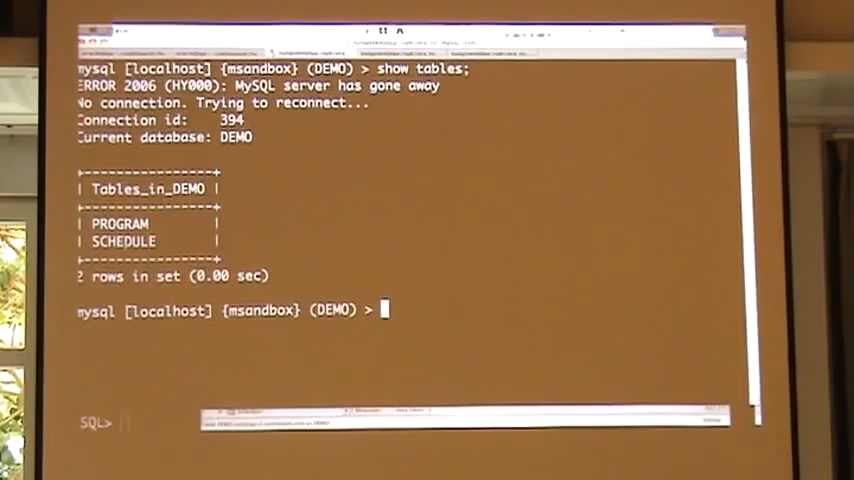 mysql [localhost] {msandbox} (DEMO) > show tables;
ERROR 2006 (HY000): MySQL server has gone away
No connection. Trying to reconnect...
Connection id:    394
Current database: DEMO
+----------------+
| Tables_in_DEMO |
+----------------+
| PROGRAM        |
| SCHEDULE       |
+----------------+
2 rows in set (0.00 sec)
mysql [localhost] {msandbox} (DEMO) >
SQL>